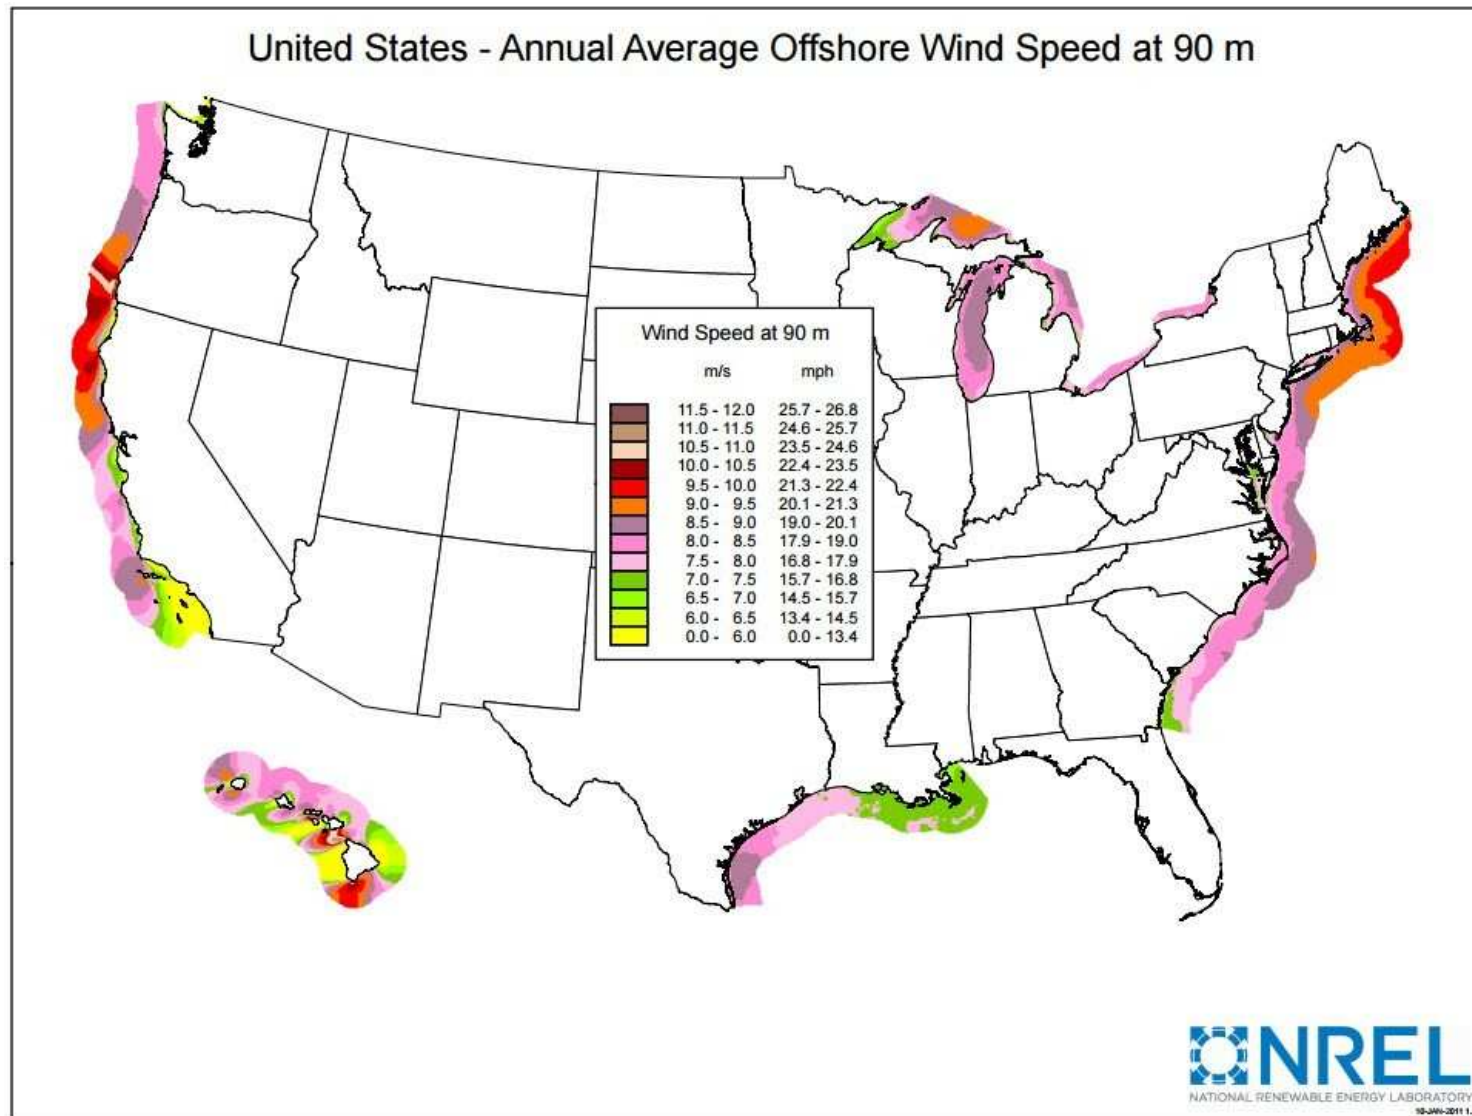 United States - Annual Average Offshore Wind Speed at 90 m
Wind Speed at 90 m
m/s mph
11.5 - 12.0 25.7 - 26.8
11.0 - 11.5 24.6 - 25.7
10.5 - 11.0 23.5 - 24.6
10.0 - 10.5 22.4 - 23.5
9.5 - 10.0 21.3 - 22.4
9.0 - 9.5 20.1 - 21.3
8.5 - 9.0 19.0 - 20.1
8.0 - 8.5 17.9 - 19.0
7.5 - 8.0 16.8 - 17.9
7.0 - 7.5 15.7 - 16.8
6.5 - 7.0 14.5 - 15.7
6.0 - 6.5 13.4 - 14.5
0.0 - 6.0 0.0 - 13.4
NREL
NATIONAL RENEWABLE ENERGY LABORATORY